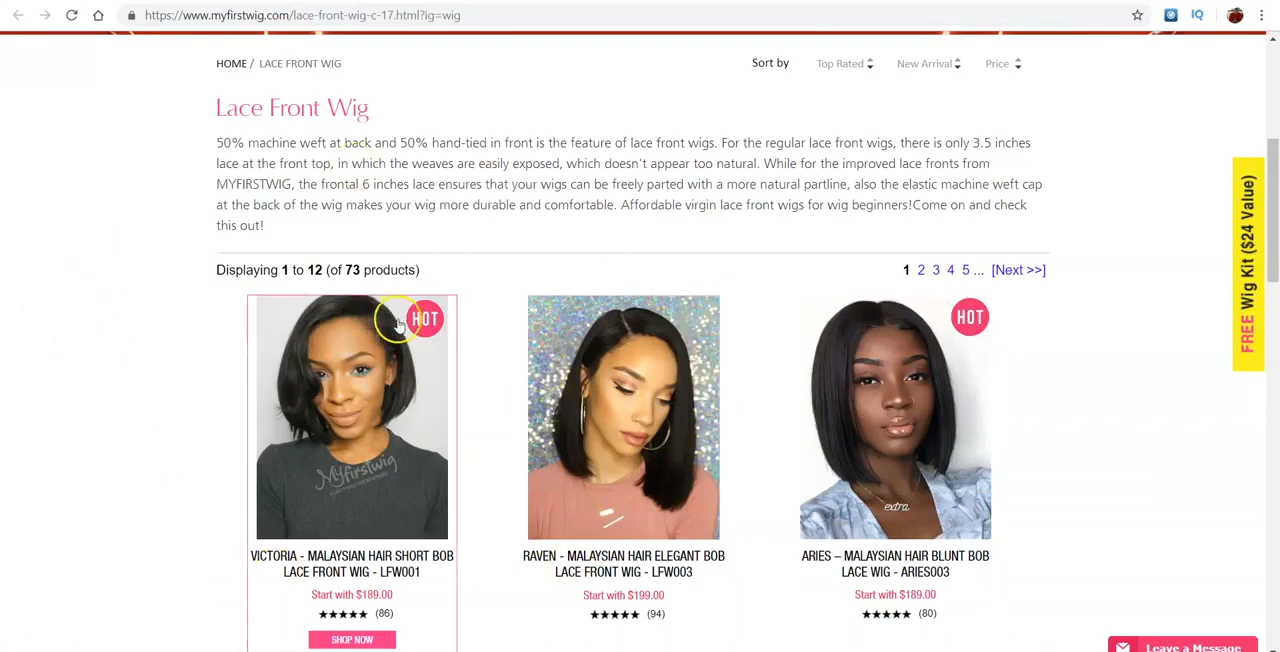 https://www.myfirstwig.com/lace-front-wig-c-17.html?ig=wig
IQ
HOME / LACE FRONT WIG
Sort by Top Rated New Arrival Price
Lace Front Wig
50% machine weft at back and 50% hand-tied in front is the feature of lace front wigs. For the regular lace front wigs, there is only 3.5 inches
lace at the front top, in which the weaves are easily exposed, which doesn't appear too natural. While for the improved lace fronts from
MYFIRSTWIG, the frontal 6 inches lace ensures that your wigs can be freely parted with a more natural partline, also the elastic machine weft cap
at the back of the wig makes your wig more durable and comfortable. Affordable virgin lace front wigs for wig beginners!Come on and check
this out!
FREE Wig Kit ($24 Value)
Displaying 1 to 12 (of 73 products)
1 2 3 4 5 ... [Next >>]
HOT
HOT
Myfirstwig
extra
VICTORIA - MALAYSIAN HAIR SHORT BOB
LACE FRONT WIG - LFW001
Start with $189.00
★★★★★ (86)
SHOP NOW
RAVEN - MALAYSIAN HAIR ELEGANT BOB
LACE FRONT WIG - LFW003
Start with $199.00
★★★★★ (94)
ARIES – MALAYSIAN HAIR BLUNT BOB
LACE WIG - ARIES003
Start with $189.00
★★★★★ (80)
Leave a Message